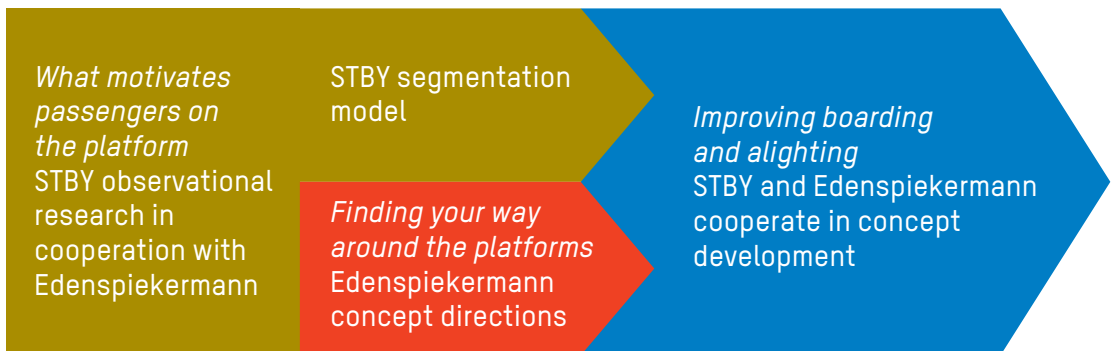 What motivates
passengers on
the platform
STBY observational
research in
cooperation with
Edenspiekermann
STBY segmentation
model
Finding your way
around the platforms
Edenspiekermann
concept directions
Improving boarding
and alighting
STBY and Edenspiekermann
cooperate in concept
development